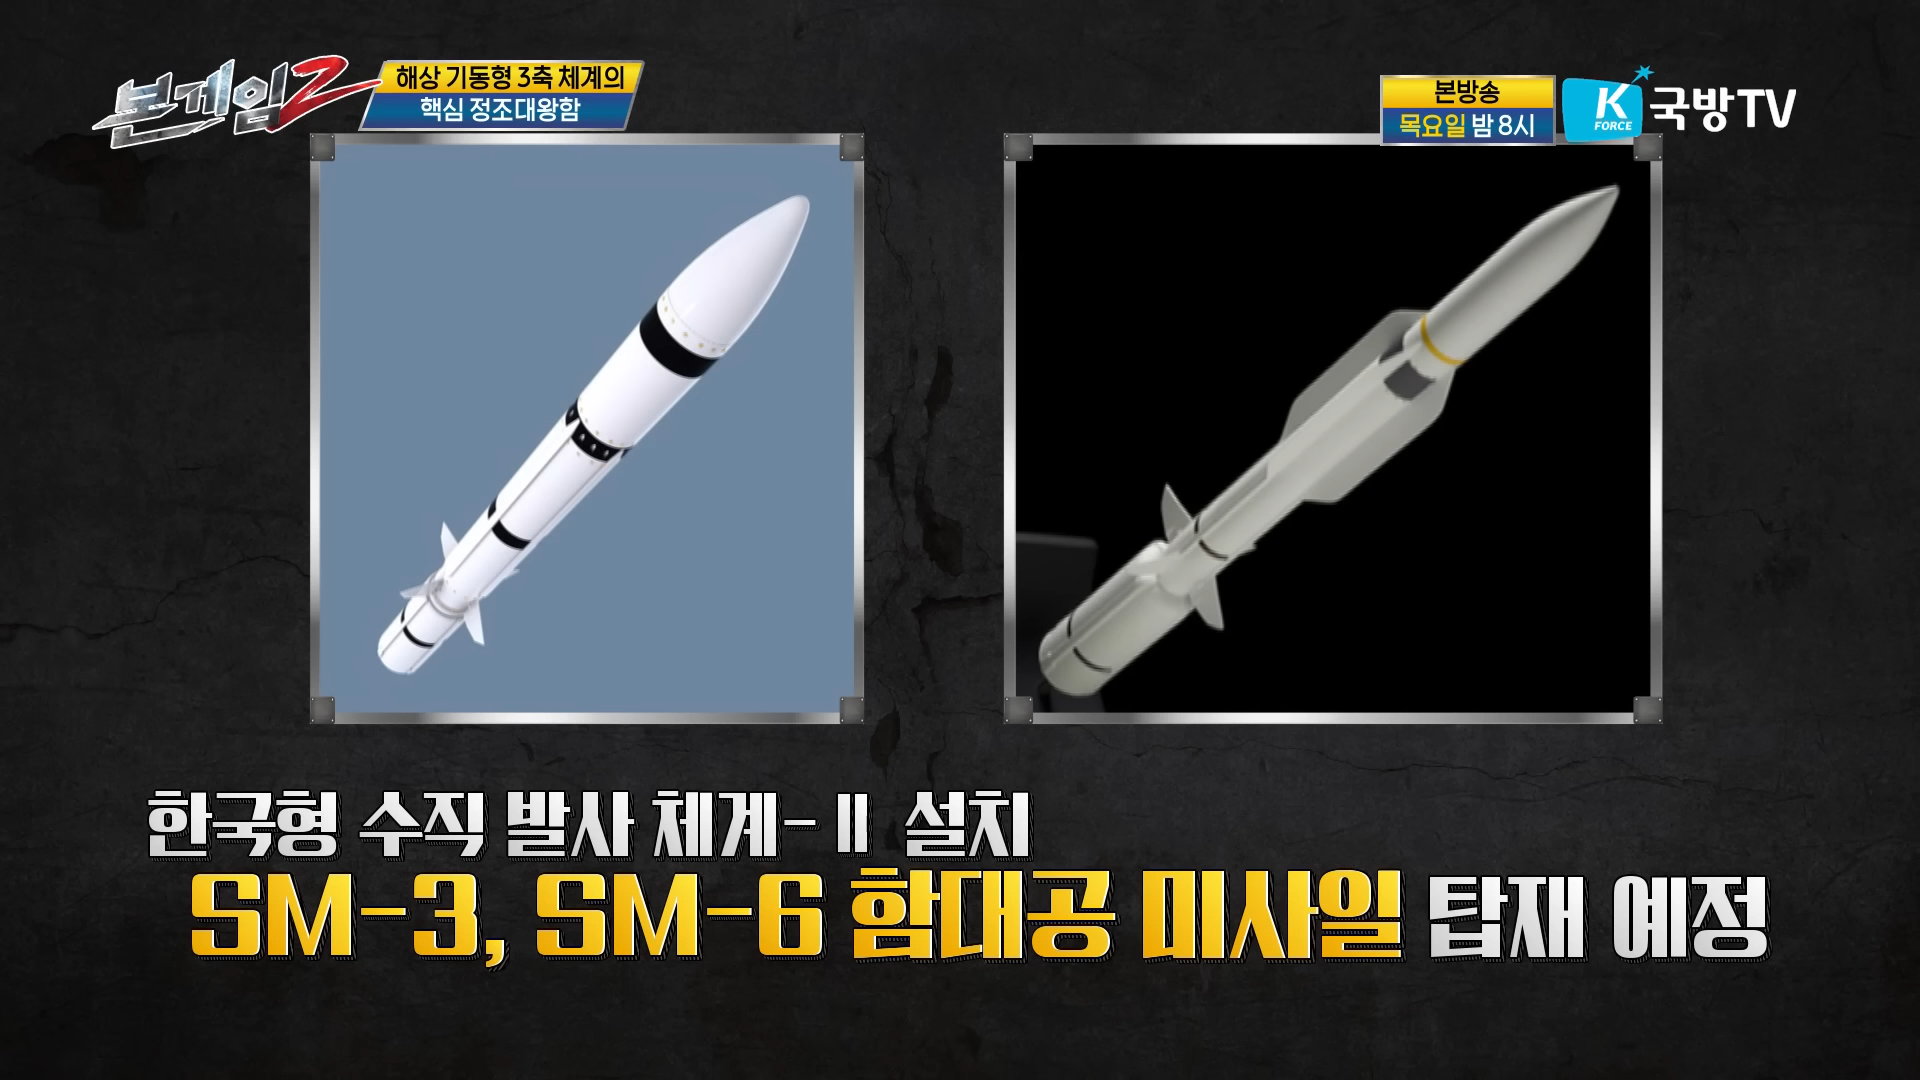 본게임2
해상 기동형 3축 체계의
핵심 정조대왕함
본방송
목요일 밤 8시
K FORCE 국방TV
한국형 수직 발사 체계-Ⅱ 설치
SM-3, SM-6 함대공 미사일 탑재 예정